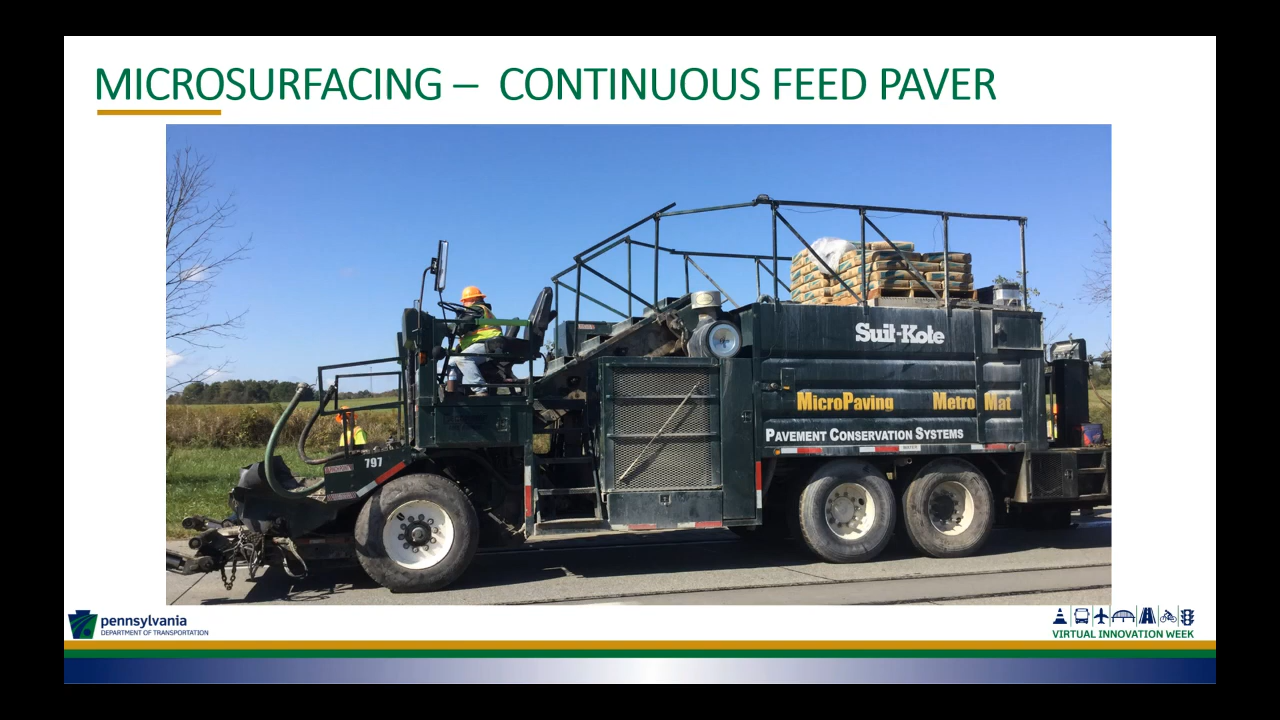 MICROSURFACING – CONTINUOUS FEED PAVER
Suit-Kote
MicroPaving Metro Mat
PAVEMENT CONSERVATION SYSTEMS
WATER
797
pennsylvania
DEPARTMENT OF TRANSPORTATION
VIRTUAL INNOVATION WEEK